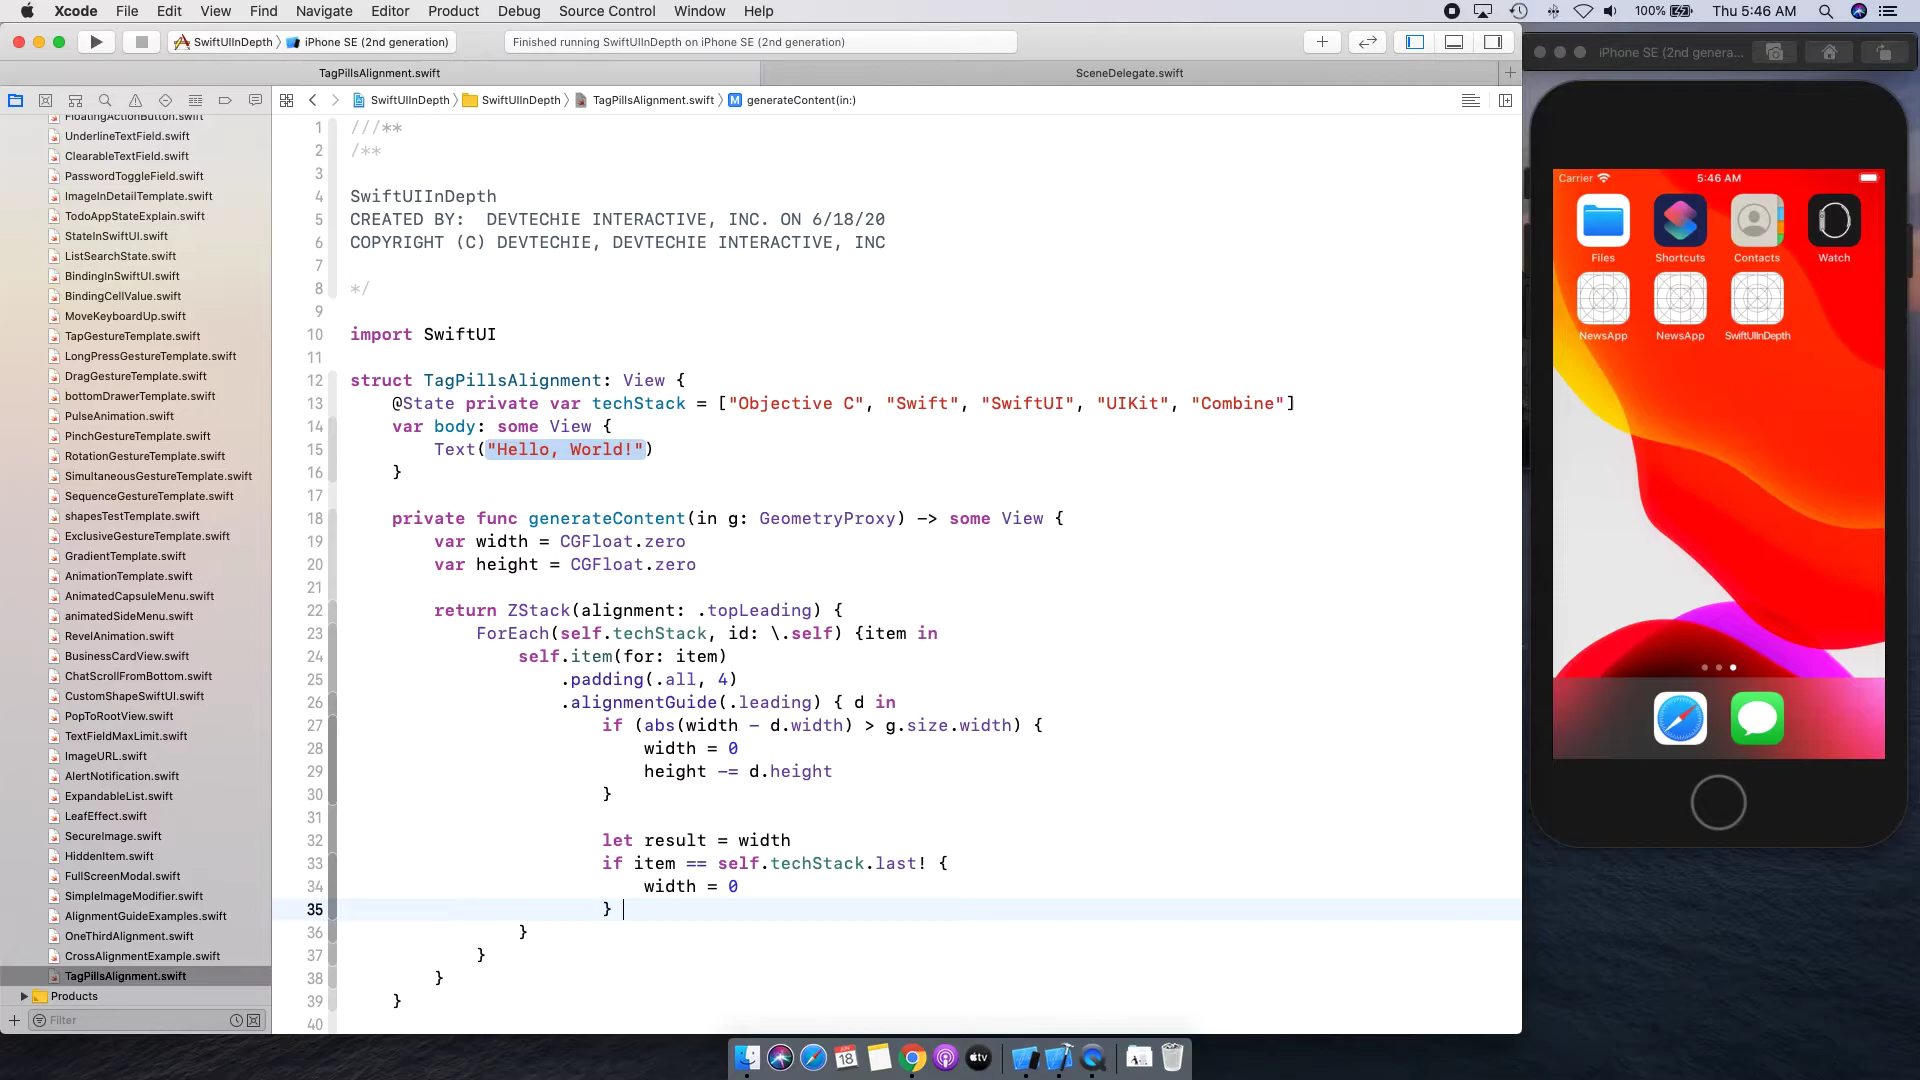 Xcode File Edit View Find Navigate Editor Product Debug Source Control Window Help 100% Thu 5:46 AM
SwiftUIInDepth iPhone SE (2nd generation) Finished running SwiftUIInDepth on iPhone SE (2nd generation)
TagPillsAlignment.swift SceneDelegate.swift
SwiftUIInDepth SwiftUIInDepth TagPillsAlignment.swift M generateContent(in:)
FloatingActionButton.swift
UnderlineTextField.swift
ClearableTextField.swift
PasswordToggleField.swift
ImageInDetailTemplate.swift
TodoAppStateExplain.swift
StateInSwiftUI.swift
ListSearchState.swift
BindingInSwiftUI.swift
BindingCellValue.swift
MoveKeyboardUp.swift
TapGestureTemplate.swift
LongPressGestureTemplate.swift
DragGestureTemplate.swift
bottomDrawerTemplate.swift
PulseAnimation.swift
PinchGestureTemplate.swift
RotationGestureTemplate.swift
SimultaneousGestureTemplate.swift
SequenceGestureTemplate.swift
shapesTestTemplate.swift
ExclusiveGestureTemplate.swift
GradientTemplate.swift
AnimationTemplate.swift
AnimatedCapsuleMenu.swift
animatedSideMenu.swift
RevelAnimation.swift
BusinessCardView.swift
ChatScrollFromBottom.swift
CustomShapeSwiftUI.swift
PopToRootView.swift
TextFieldMaxLimit.swift
ImageURL.swift
AlertNotification.swift
ExpandableList.swift
LeafEffect.swift
SecureImage.swift
HiddenItem.swift
FullScreenModal.swift
SimpleImageModifier.swift
AlignmentGuideExamples.swift
OneThirdAlignment.swift
CrossAlignmentExample.swift
TagPillsAlignment.swift
Products
Filter
1 ///**
2 /**
3
4 SwiftUIInDepth
5 CREATED BY:  DEVTECHIE INTERACTIVE, INC. ON 6/18/20
6 COPYRIGHT (C) DEVTECHIE, DEVTECHIE INTERACTIVE, INC
7
8 */
9
10 import SwiftUI
11
12 struct TagPillsAlignment: View {
13     @State private var techStack = ["Objective C", "Swift", "SwiftUI", "UIKit", "Combine"]
14     var body: some View {
15         Text("Hello, World!")
16     }
17
18     private func generateContent(in g: GeometryProxy) -> some View {
19         var width = CGFloat.zero
20         var height = CGFloat.zero
21
22         return ZStack(alignment: .topLeading) {
23             ForEach(self.techStack, id: \.self) {item in
24                 self.item(for: item)
25                     .padding(.all, 4)
26                     .alignmentGuide(.leading) { d in
27                         if (abs(width - d.width) > g.size.width) {
28                             width = 0
29                             height -= d.height
30                         }
31
32                         let result = width
33                         if item == self.techStack.last! {
34                             width = 0
35                         }
36                 }
37             }
38         }
39     }
40
iPhone SE (2nd genera...
Carrier 5:46 AM
Files Shortcuts Contacts Watch
NewsApp NewsApp SwiftUIInDepth
JUN
18
tv